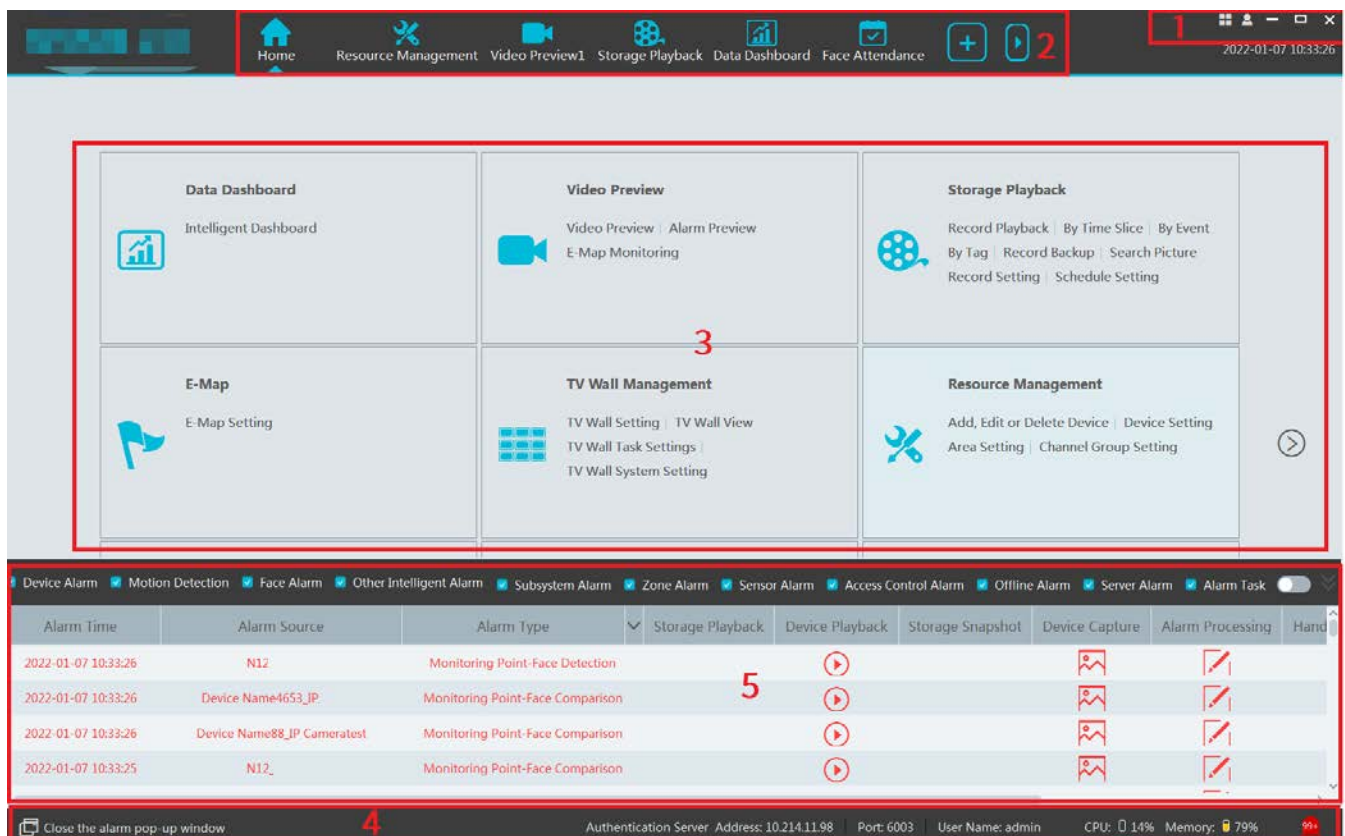 1
Home Resource Management Video Preview1 Storage Playback Data Dashboard Face Attendance 2
2022-01-07 10:33:26
Data Dashboard
Intelligent Dashboard
Video Preview
Video Preview | Alarm Preview
E-Map Monitoring
Storage Playback
Record Playback | By Time Slice | By Event
By Tag | Record Backup | Search Picture
Record Setting | Schedule Setting
3
E-Map
E-Map Setting
TV Wall Management
TV Wall Setting | TV Wall View
TV Wall Task Settings |
TV Wall System Setting
Resource Management
Add, Edit or Delete Device | Device Setting
Area Setting | Channel Group Setting
Device Alarm Motion Detection Face Alarm Other Intelligent Alarm Subsystem Alarm Zone Alarm Sensor Alarm Access Control Alarm Offline Alarm Server Alarm Alarm Task
Alarm Time Alarm Source Alarm Type Storage Playback Device Playback Storage Snapshot Device Capture Alarm Processing Hand
2022-01-07 10:33:26 N12 Monitoring Point-Face Detection
5
2022-01-07 10:33:26 Device Name4653_IP Monitoring Point-Face Comparison
2022-01-07 10:33:26 Device Name88_IP Cameratest Monitoring Point-Face Comparison
2022-01-07 10:33:25 N12_ Monitoring Point-Face Comparison
Close the alarm pop-up window 4 Authentication Server Address: 10.214.11.98 Port: 6003 User Name: admin CPU: 14% Memory: 79% 99+